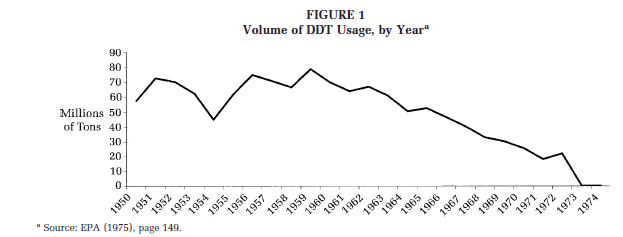 FIGURE 1
Volume of DDT Usage, by Yearᵃ
90
80
70
60
50
40
30
20
10
0
Millions
of Tons
1950 1951 1952 1953 1954 1955 1956 1957 1958 1959 1960 1961 1962 1963 1964 1965 1966 1967 1968 1969 1970 1971 1972 1973 1974
ᵃ Source: EPA (1975), page 149.